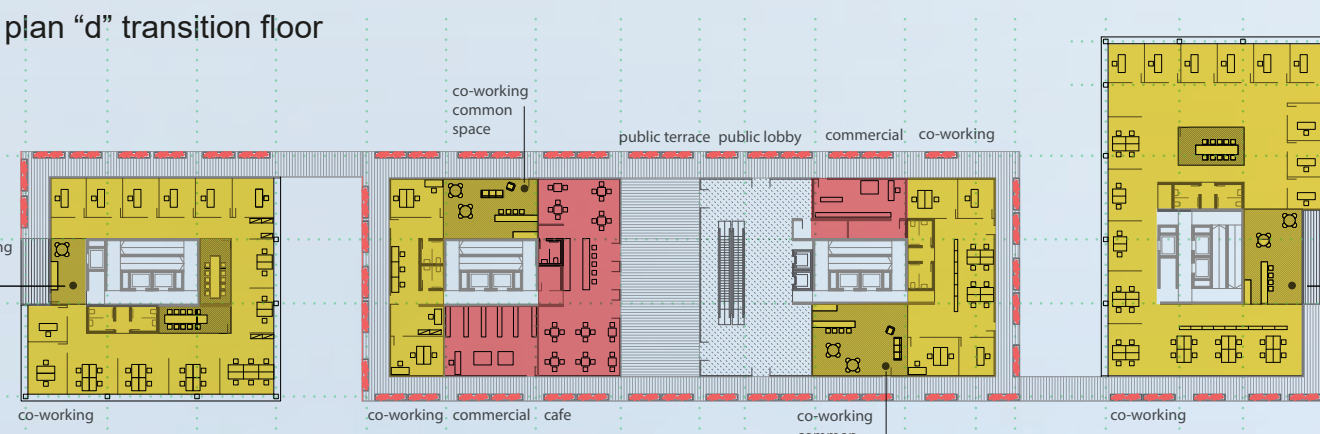 plan “d” transition floor
co-working
common
space
public terrace
public lobby
commercial
co-working
co-working
co-working
commercial
cafe
co-working
common
co-working